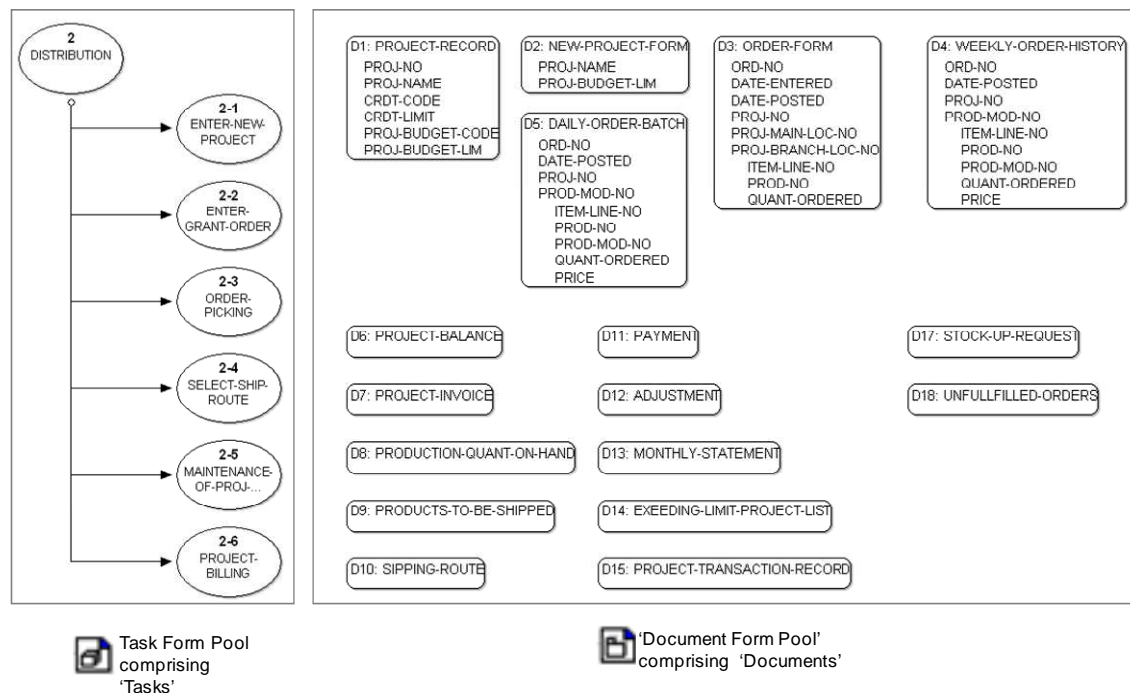 2
DISTRIBUTION
2-1
ENTER-NEW-
PROJECT
2-2
ENTER-
GRANT-ORDER
2-3
ORDER-
PICKING
2-4
SELECT-SHIP-
ROUTE
2-5
MAINTENANCE-
OF-PROJ-...
2-6
PROJECT-
BILLING
D1: PROJECT-RECORD
PROJ-NO
PROJ-NAME
CRDT-CODE
CRDT-LIMIT
PROJ-BUDGET-CODE
PROJ-BUDGET-LIM
D2: NEW-PROJECT-FORM
PROJ-NAME
PROJ-BUDGET-LIM
D5: DAILY-ORDER-BATCH
ORD-NO
DATE-POSTED
PROJ-NO
PROD-MOD-NO
ITEM-LINE-NO
PROD-NO
PROD-MOD-NO
QUANT-ORDERED
PRICE
D3: ORDER-FORM
ORD-NO
DATE-ENTERED
DATE-POSTED
PROJ-NO
PROJ-MAIN-LOC-NO
PROJ-BRANCH-LOC-NO
ITEM-LINE-NO
PROD-NO
QUANT-ORDERED
D4: WEEKLY-ORDER-HISTORY
ORD-NO
DATE-POSTED
PROJ-NO
PROD-MOD-NO
ITEM-LINE-NO
PROD-NO
PROD-MOD-NO
QUANT-ORDERED
PRICE
D6: PROJECT-BALANCE
D11: PAYMENT
D17: STOCK-UP-REQUEST
D7: PROJECT-INVOICE
D12: ADJUSTMENT
D18: UNFULLFILLED-ORDERS
D8: PRODUCTION-QUANT-ON-HAND
D13: MONTHLY-STATEMENT
D9: PRODUCTS-TO-BE-SHIPPED
D14: EXEEDING-LIMIT-PROJECT-LIST
D10: SIPPING-ROUTE
D15: PROJECT-TRANSACTION-RECORD
Task Form Pool
comprising
'Tasks'
'Document Form Pool'
comprising 'Documents'